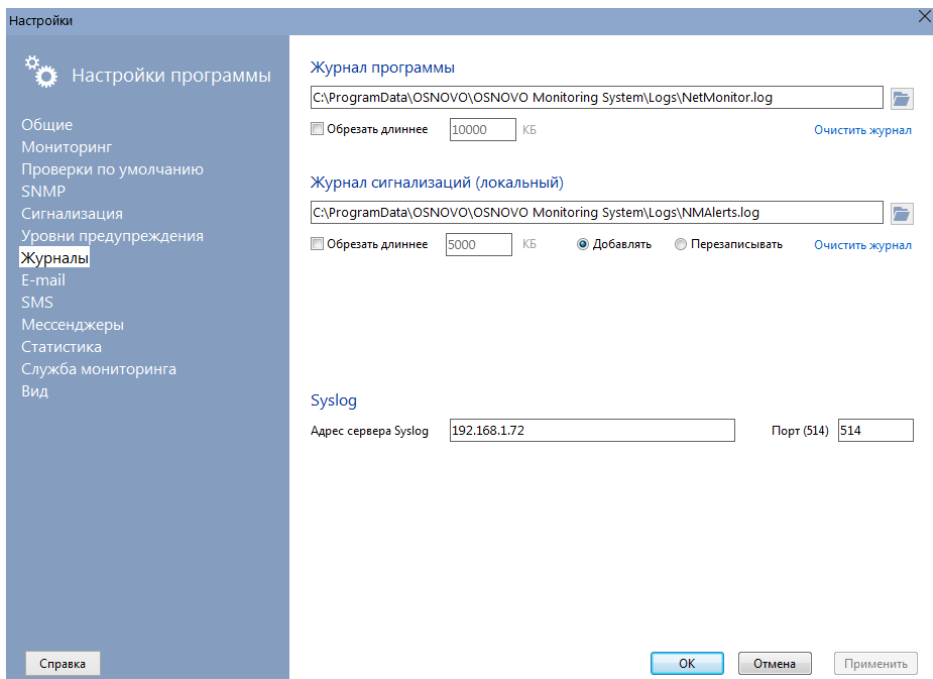 Настройки
Настройки программы
Общие
Мониторинг
Проверки по умолчанию
SNMP
Сигнализация
Уровни предупреждения
Журналы
E-mail
SMS
Мессенджеры
Статистика
Служба мониторинга
Вид
Справка
Журнал программы
C:\ProgramData\OSNOVO\OSNOVO Monitoring System\Logs\NetMonitor.log
Обрезать длиннее 10000 КБ Очистить журнал
Журнал сигнализаций (локальный)
C:\ProgramData\OSNOVO\OSNOVO Monitoring System\Logs\NMAlerts.log
Обрезать длиннее 5000 КБ Добавлять Перезаписывать Очистить журнал
Syslog
Адрес сервера Syslog 192.168.1.72 Порт (514) 514
OK Отмена Применить